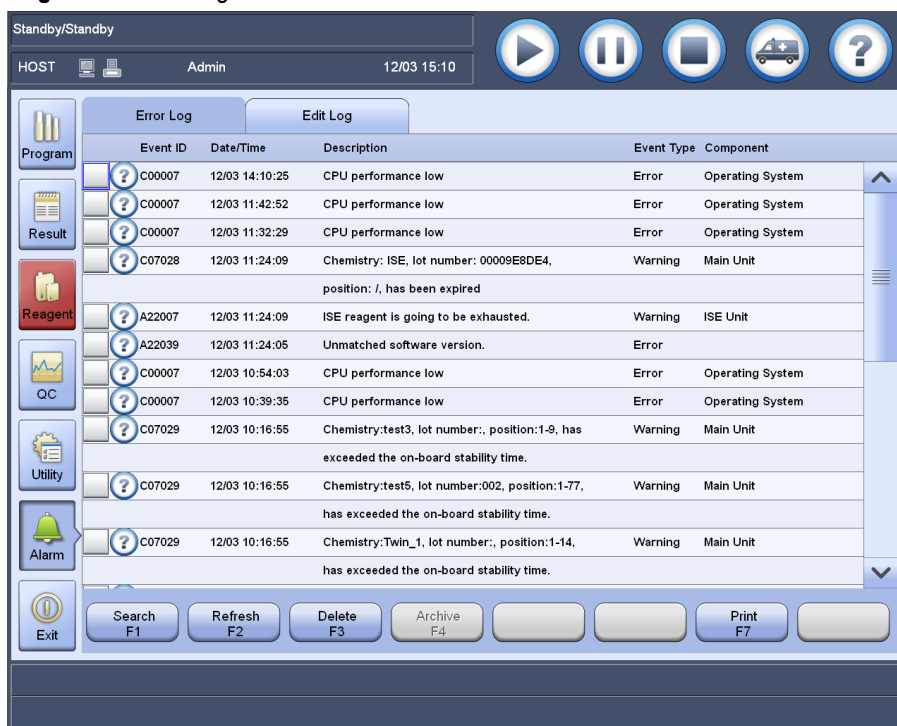 Standby/Standby
HOST Admin 12/03 15:10
?
Program
Result
Reagent
QC
Utility
Alarm
Exit
Error Log Edit Log
Event ID Date/Time Description Event Type Component
? C00007 12/03 14:10:25 CPU performance low Error Operating System
? C00007 12/03 11:42:52 CPU performance low Error Operating System
? C00007 12/03 11:32:29 CPU performance low Error Operating System
? C07028 12/03 11:24:09 Chemistry: ISE, lot number: 00009E8DE4, Warning Main Unit
position: /, has been expired
? A22007 12/03 11:24:09 ISE reagent is going to be exhausted. Warning ISE Unit
? A22039 12/03 11:24:05 Unmatched software version. Error
? C00007 12/03 10:54:03 CPU performance low Error Operating System
? C00007 12/03 10:39:35 CPU performance low Error Operating System
? C07029 12/03 10:16:55 Chemistry:test3, lot number:, position:1-9, has Warning Main Unit
exceeded the on-board stability time.
? C07029 12/03 10:16:55 Chemistry:test5, lot number:002, position:1-77, Warning Main Unit
has exceeded the on-board stability time.
? C07029 12/03 10:16:55 Chemistry:Twin_1, lot number:, position:1-14, Warning Main Unit
has exceeded the on-board stability time.
Search Refresh Delete Archive Print
F1 F2 F3 F4 F7